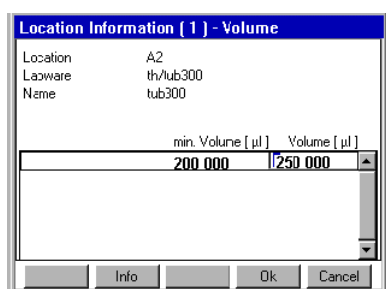 Location Information ( 1 ) - Volume
Location A2
Labware th/tub300
Name tub300
min. Volume [ µl ] Volume [ µl ]
200 000 250 000
Info Ok Cancel